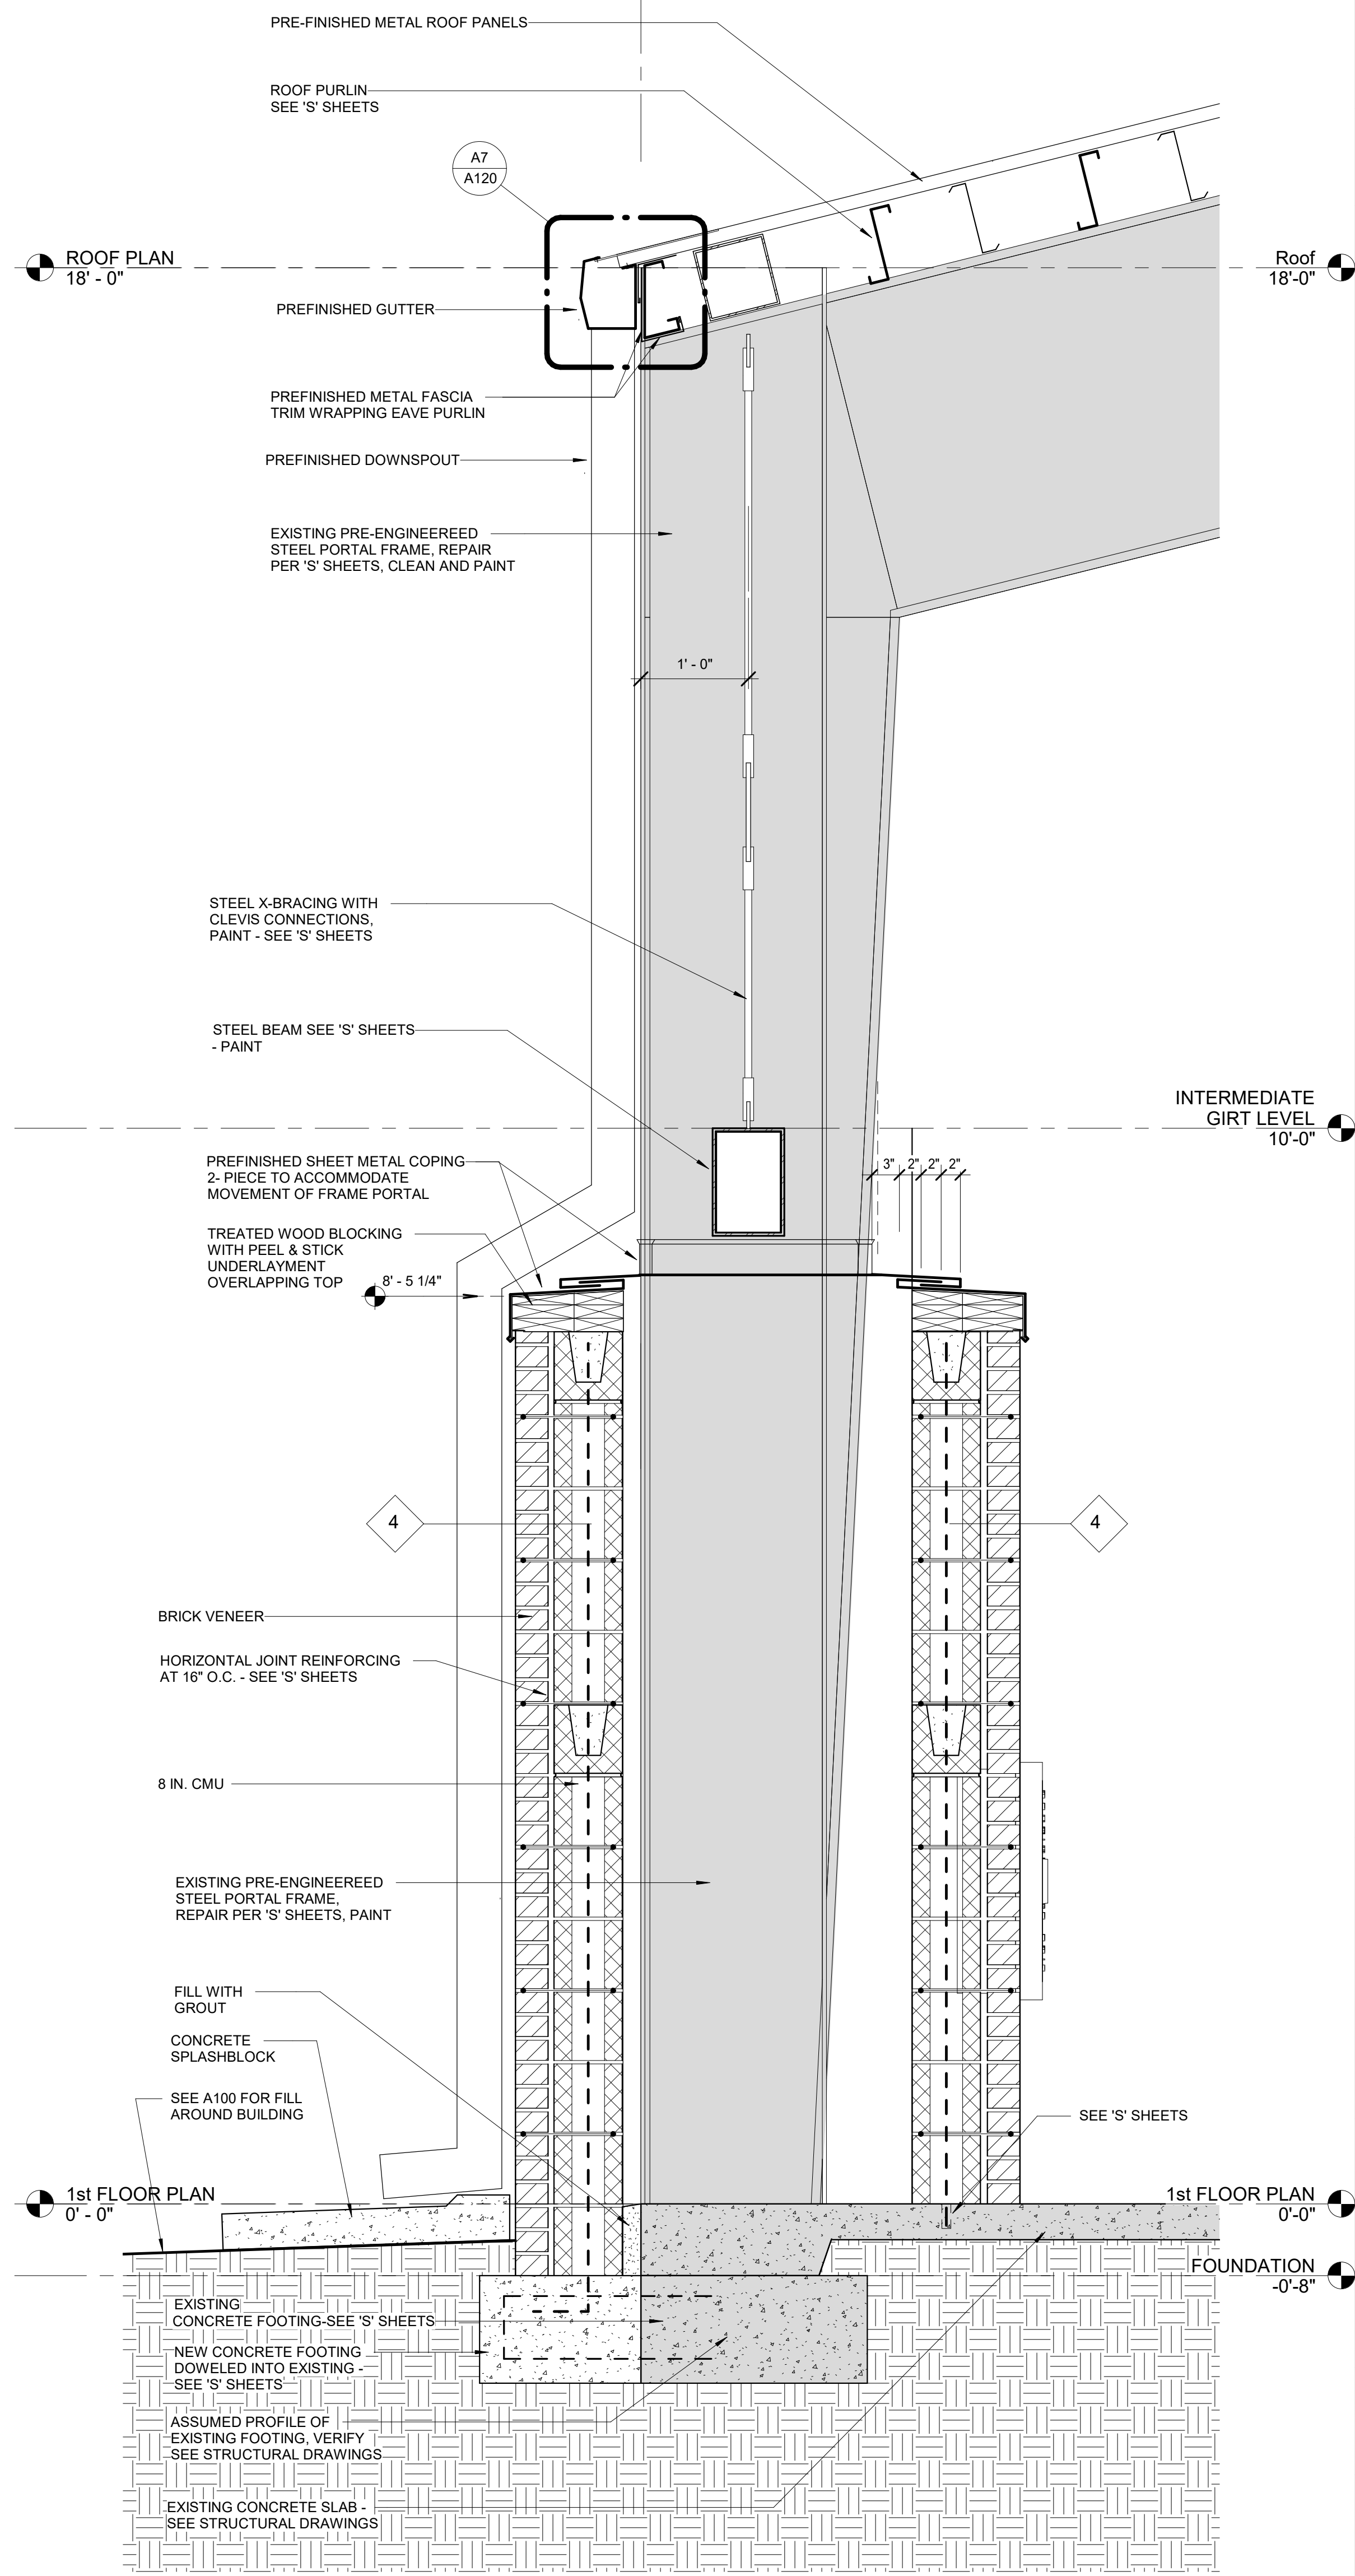 PRE-FINISHED METAL ROOF PANELS
ROOF PURLIN
SEE 'S' SHEETS
A7
A120
ROOF PLAN
18' - 0"
Roof
18'-0"
PREFINISHED GUTTER
PREFINISHED METAL FASCIA
TRIM WRAPPING EAVE PURLIN
PREFINISHED DOWNSPOUT
EXISTING PRE-ENGINEEREED
STEEL PORTAL FRAME, REPAIR
PER 'S' SHEETS, CLEAN AND PAINT
1' - 0"
STEEL X-BRACING WITH
CLEVIS CONNECTIONS,
PAINT - SEE 'S' SHEETS
STEEL BEAM SEE 'S' SHEETS
- PAINT
INTERMEDIATE
GIRT LEVEL
10'-0"
PREFINISHED SHEET METAL COPING
2- PIECE TO ACCOMMODATE
MOVEMENT OF FRAME PORTAL
3" 2" 2" 2"
TREATED WOOD BLOCKING
WITH PEEL & STICK
UNDERLAYMENT
OVERLAPPING TOP
8' - 5 1/4"
4
4
BRICK VENEER
HORIZONTAL JOINT REINFORCING
AT 16" O.C. - SEE 'S' SHEETS
8 IN. CMU
EXISTING PRE-ENGINEEREED
STEEL PORTAL FRAME,
REPAIR PER 'S' SHEETS, PAINT
FILL WITH
GROUT
CONCRETE
SPLASHBLOCK
SEE A100 FOR FILL
AROUND BUILDING
SEE 'S' SHEETS
1st FLOOR PLAN
0' - 0"
1st FLOOR PLAN
0'-0"
FOUNDATION
-0'-8"
EXISTING
CONCRETE FOOTING-SEE 'S' SHEETS
NEW CONCRETE FOOTING
DOWELED INTO EXISTING -
SEE 'S' SHEETS
ASSUMED PROFILE OF
EXISTING FOOTING, VERIFY
SEE STRUCTURAL DRAWINGS
EXISTING CONCRETE SLAB -
SEE STRUCTURAL DRAWINGS